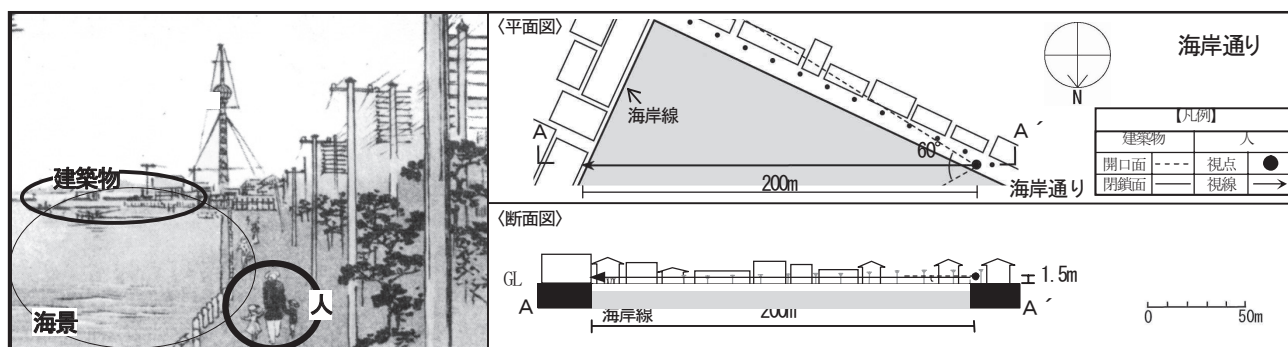 建築物
海景
人
〈平面図〉
海岸通り
N
海岸線
A
A´
60°
200m
海岸通り
【凡例】
建築物 人
開口面 視点
閉鎖面 視線
〈断面図〉
GL
1.5m
A
A´
海岸線
200m
0 50m